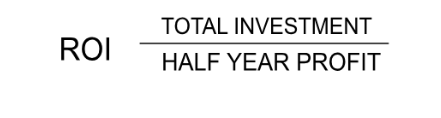 ROI
TOTAL INVESTMENT
HALF YEAR PROFIT